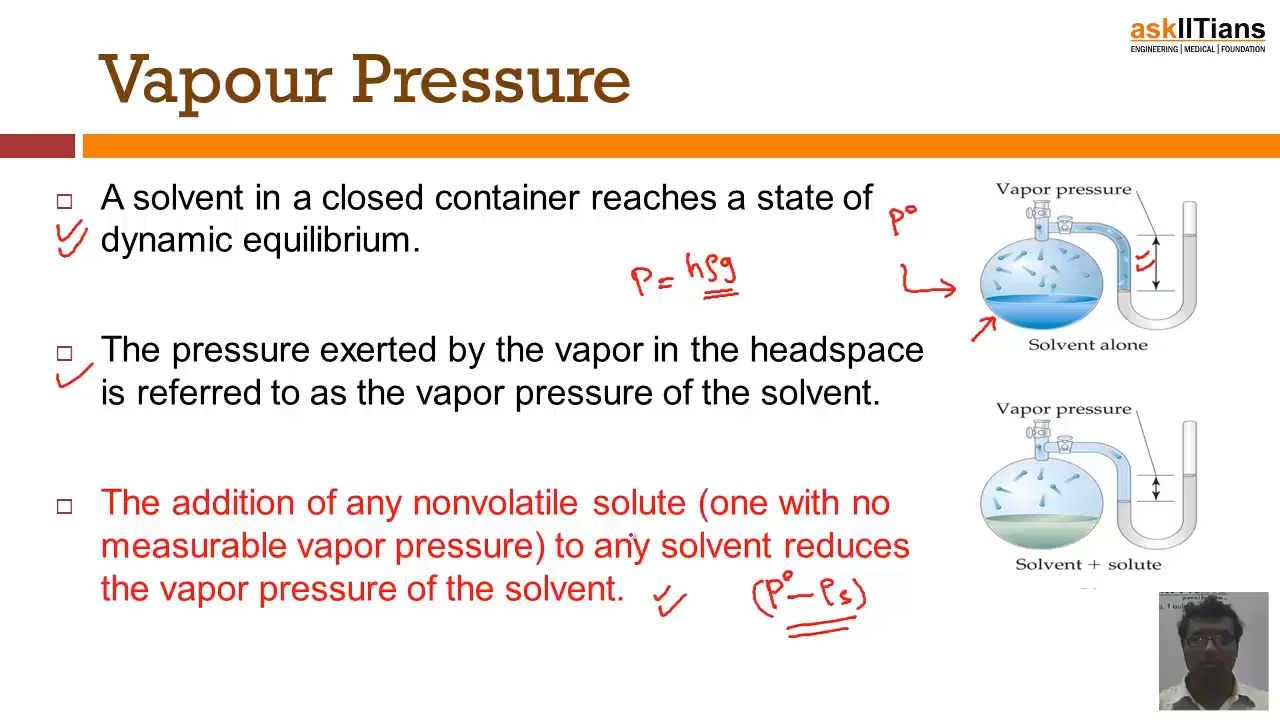 askIITians
ENGINEERING | MEDICAL | FOUNDATION
Vapour Pressure
A solvent in a closed container reaches a state of
dynamic equilibrium.
P°
P = hρg
The pressure exerted by the vapor in the headspace
is referred to as the vapor pressure of the solvent.
The addition of any nonvolatile solute (one with no
measurable vapor pressure) to any solvent reduces
the vapor pressure of the solvent.
(P° – Ps)
Vapor pressure
Solvent alone
Vapor pressure
Solvent + solute